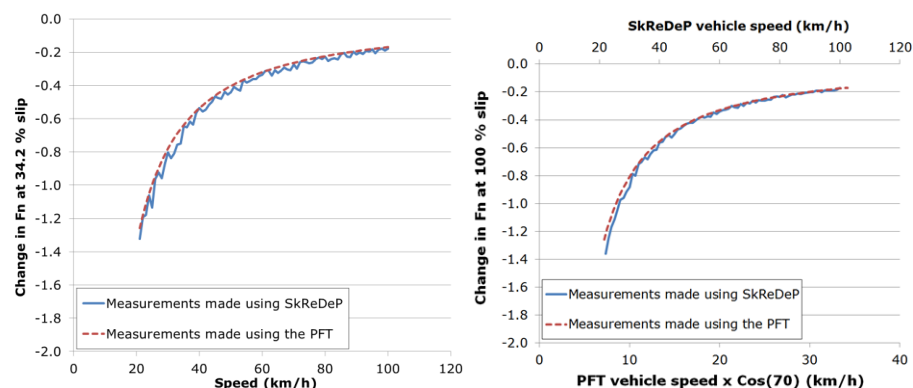 0.0
-0.2
-0.4
-0.6
-0.8
-1.0
-1.2
-1.4
-1.6
-1.8
-2.0
Change in Fn at 34.2 % slip
Measurements made using SkReDeP
Measurements made using the PFT
0 20 40 60 80 100 120
Speed (km/h)
SkReDeP vehicle speed (km/h)
0 20 40 60 80 100 120
0.0
-0.2
-0.4
-0.6
-0.8
-1.0
-1.2
-1.4
-1.6
-1.8
-2.0
Change in Fn at 100 % slip
Measurements made using SkReDeP
Measurements made using the PFT
0 10 20 30 40
PFT vehicle speed x Cos(70) (km/h)